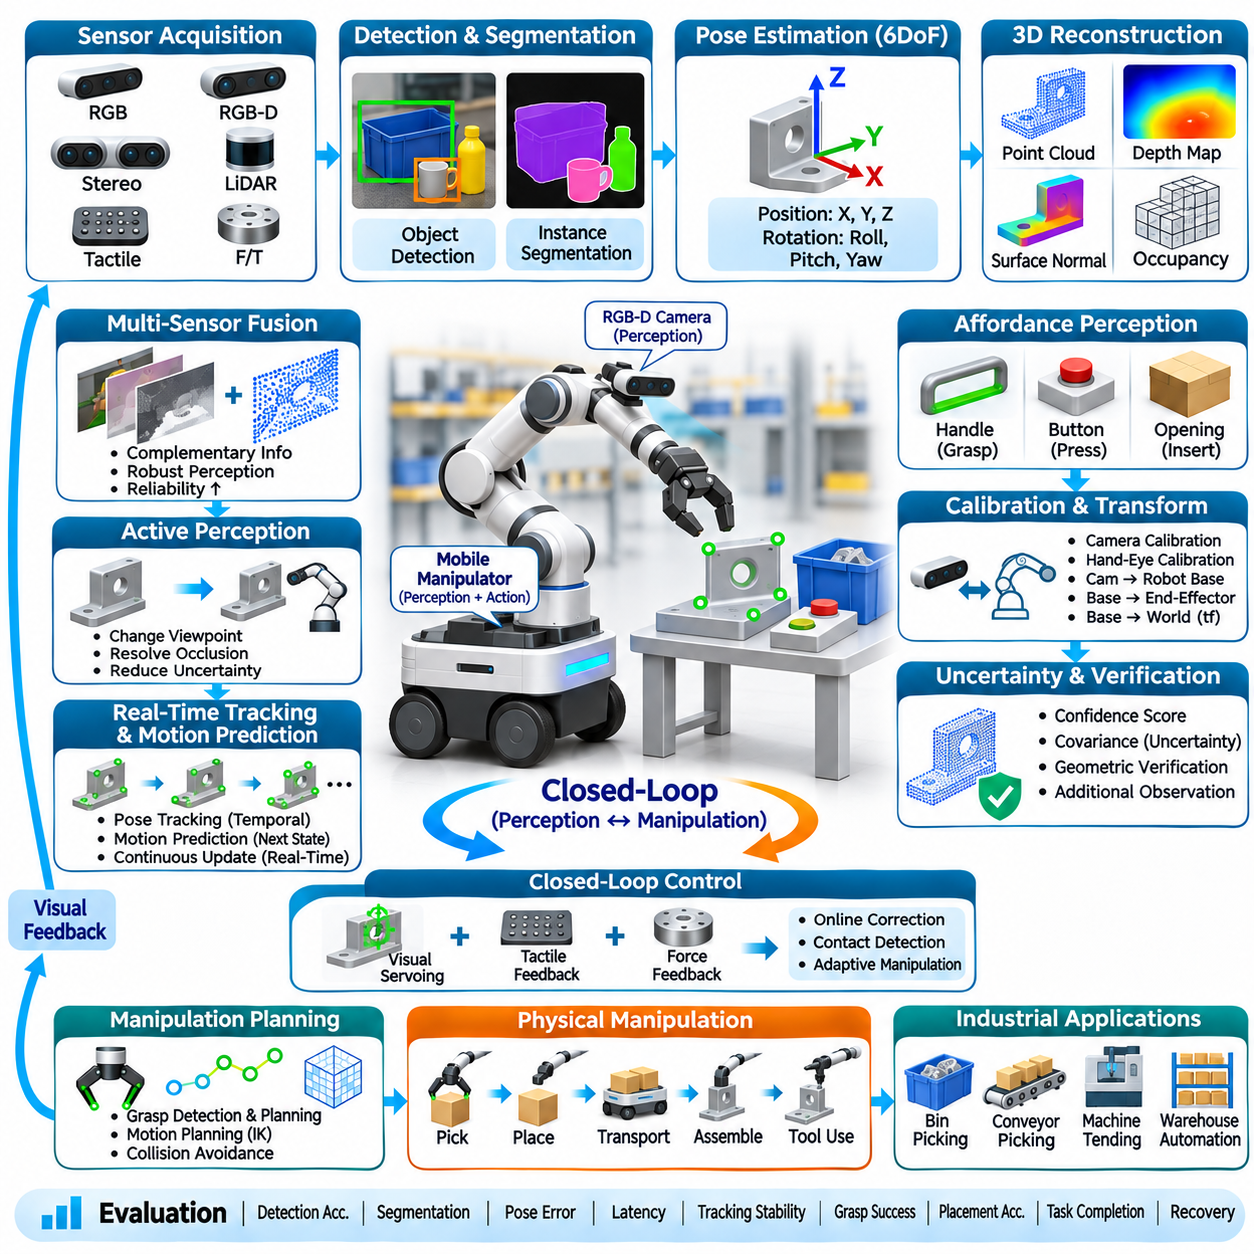 Sensor Acquisition
RGB
RGB-D
Stereo
LiDAR
Tactile
F/T
Detection & Segmentation
Object
Detection
Instance
Segmentation
Pose Estimation (6DoF)
Z
Y
X
Position: X, Y, Z
Rotation: Roll,
Pitch, Yaw
3D Reconstruction
Point Cloud
Depth Map
Surface Normal
Occupancy
Multi-Sensor Fusion
+
• Complementary Info
• Robust Perception
• Reliability ↑
Active Perception
• Change Viewpoint
• Resolve Occlusion
• Reduce Uncertainty
Real-Time Tracking
& Motion Prediction
• Pose Tracking (Temporal)
• Motion Prediction (Next State)
• Continuous Update (Real-Time)
RGB-D Camera
(Perception)
Mobile
Manipulator
(Perception + Action)
Closed-Loop
(Perception ↔ Manipulation)
Affordance Perception
Handle
(Grasp)
Button
(Press)
Opening
(Insert)
Calibration & Transform
• Camera Calibration
• Hand-Eye Calibration
• Cam → Robot Base
• Base → End-Effector
• Base → World (tf)
Uncertainty & Verification
• Confidence Score
• Covariance (Uncertainty)
• Geometric Verification
• Additional Observation
Visual
Feedback
Closed-Loop Control
Visual
Servoing
+
Tactile
Feedback
+
Force
Feedback
• Online Correction
• Contact Detection
• Adaptive Manipulation
Manipulation Planning
• Grasp Detection & Planning
• Motion Planning (IK)
• Collision Avoidance
Physical Manipulation
Pick
Place
Transport
Assemble
Tool Use
Industrial Applications
Bin
Picking
Conveyor
Picking
Machine
Tending
Warehouse
Automation
Evaluation | Detection Acc. | Segmentation | Pose Error | Latency | Tracking Stability | Grasp Success | Placement Acc. | Task Completion | Recovery